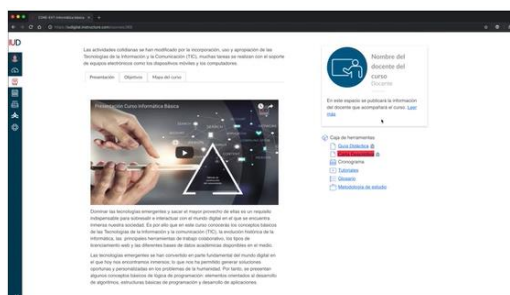 IUD
Las actividades cotidianas se han modificado por la incorporación, uso y apropiación de las
Tecnologías de la Información y la Comunicación (TIC), muchas tareas se realizan con el soporte
de equipos electrónicos como los dispositivos móviles y los computadores.
Presentación
Objetivos
Mapa del curso
Presentación Curso Informática Básica
Dominar las tecnologías emergentes y sacar el mayor provecho de ellas es un requisito
indispensable para sobresalir e interactuar con el mundo digital en el que se encuentra
inmersa nuestra sociedad. Es por ello que en este curso conocerás los conceptos básicos
de las Tecnologías de la Información y la comunicación (TIC), la evolución histórica de la
informática, las principales herramientas de trabajo colaborativo, los tipos de
licenciamiento web y las diferentes bases de datos académicas disponibles en el medio.
Las tecnologías emergentes se han convertido en parte fundamental del mundo digital en
el que hoy nos encontramos inmersos; lo que nos ha permitido generar soluciones
oportunas y personalizadas en los problemas de la humanidad. Por tanto, se presentan
algunos conceptos básicos de lógica de programación: elementos orientados al desarrollo
de algoritmos, estructuras básicas de programación y desarrollo de aplicaciones
Nombre del
docente del
curso
Docente
En este espacio se publicará la información
del docente que acompañará el curso. Leer
más
Caja de herramientas
Guía Didáctica
Cronograma
Tutoriales
Glosario
Metodología de estudio